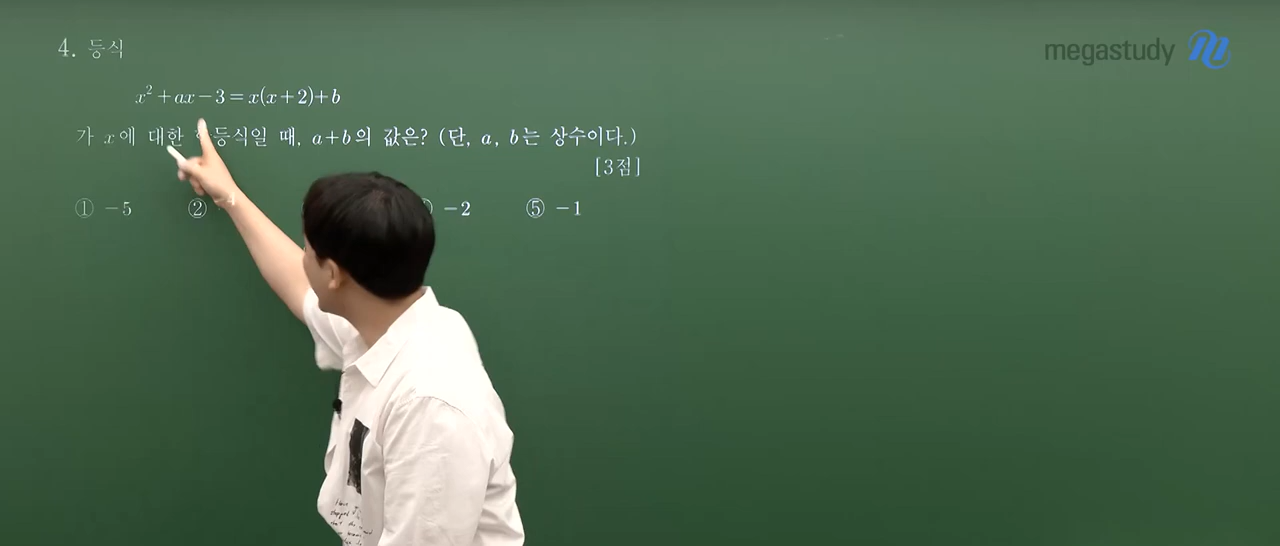 4. 등식
megastudy
x² + ax − 3 = x(x+2) + b
가 x에 대한 등식일 때, a+b의 값은? (단, a, b는 상수이다.)
[3점]
① −5 ② −2 ⑤ −1